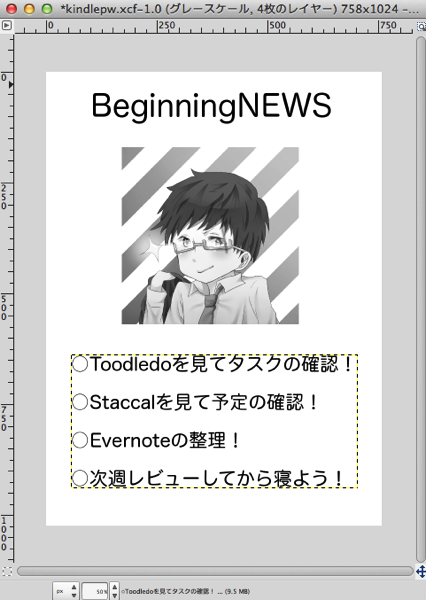 *kindlepw.xcf-1.0 (グレースケール, 4枚のレイヤー) 758x1024 –...
0 250 500 750
0
250
500
750
1000
BeginningNEWS
○Toodledoを見てタスクの確認！
○Staccalを見て予定の確認！
○Evernoteの整理！
○次週レビューしてから寝よう！
px 50% ○Toodledoを見てタスクの確認！ ... (9.5 MB)